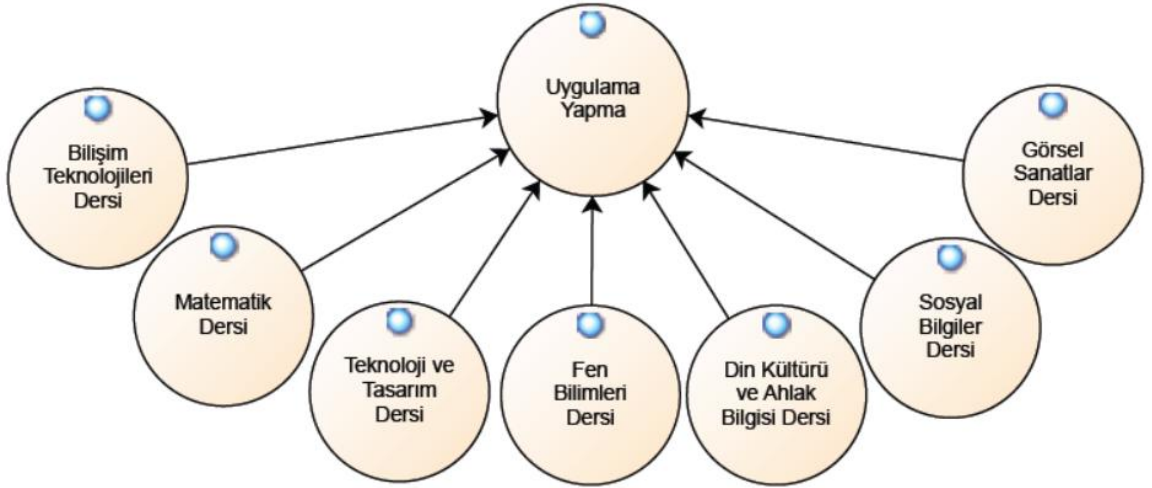 Uygulama
Yapma
Bilişim
Teknolojileri
Dersi
Matematik
Dersi
Teknoloji ve
Tasarım
Dersi
Fen
Bilimleri
Dersi
Din Kültürü
ve Ahlak
Bilgisi Dersi
Sosyal
Bilgiler
Dersi
Görsel
Sanatlar
Dersi